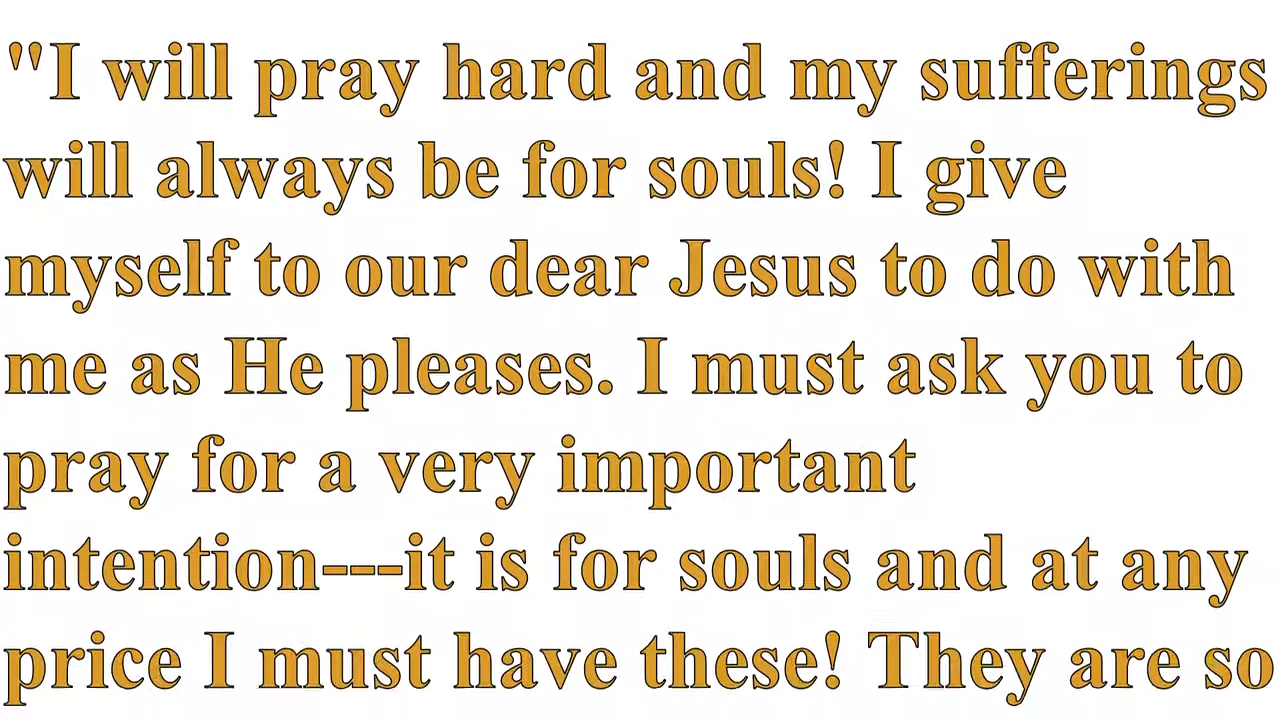 "I will pray hard and my sufferings
will always be for souls! I give
myself to our dear Jesus to do with
me as He pleases. I must ask you to
pray for a very important
intention---it is for souls and at any
price I must have these! They are so